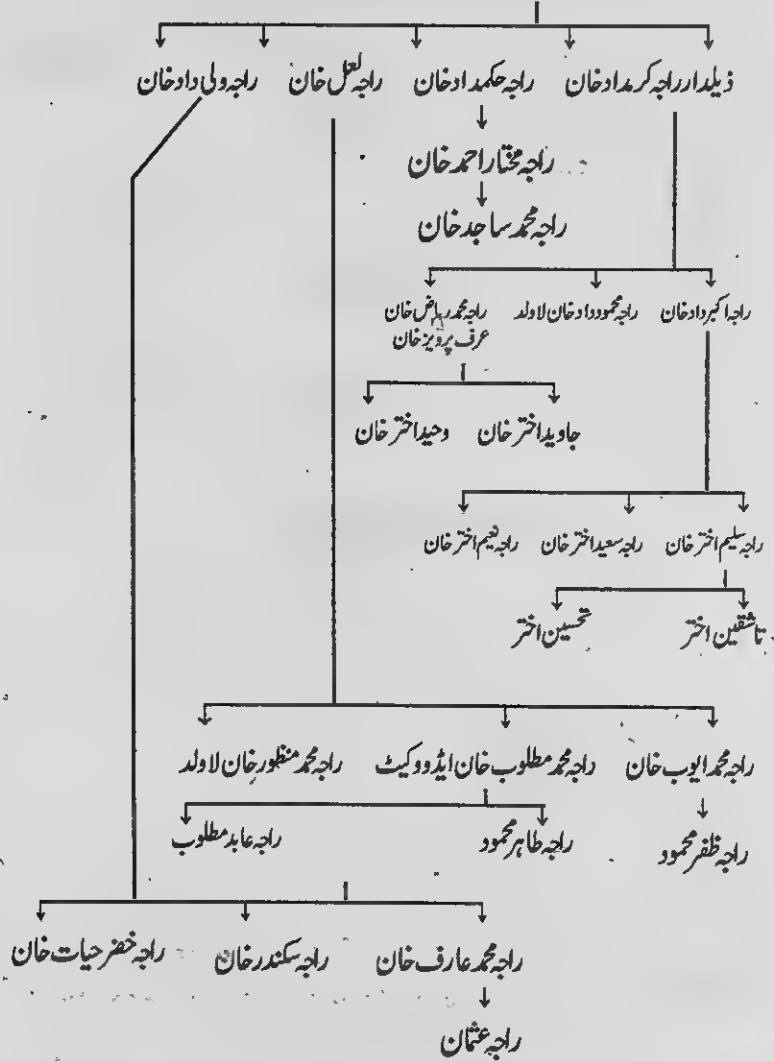 ذیلدار راجہ کرمداد خان راجہ حکمداد خان راجہ لعل خان راجہ ولی داد خان
راجہ مختار احمد خان
راجہ محمد ساجد خان
راجہ اکبر داد خان راجہ محمود داد خان لاولد راجہ محمد ریاض خان
عرف پرویز خان
جاوید اختر خان وحید اختر خان
راجہ سلیم اختر خان راجہ سعید اختر خان راجہ نعیم اختر خان
تاشقین اختر تحسین اختر
راجہ محمد ایوب خان راجہ محمد مطلوب خان ایڈووکیٹ راجہ محمد منظور خان لاولد
راجہ ظفر محمود راجہ طاہر محمود راجہ عابد مطلوب
راجہ محمد عارف خان راجہ سکندر خان راجہ خضر حیات خان
راجہ عثمان